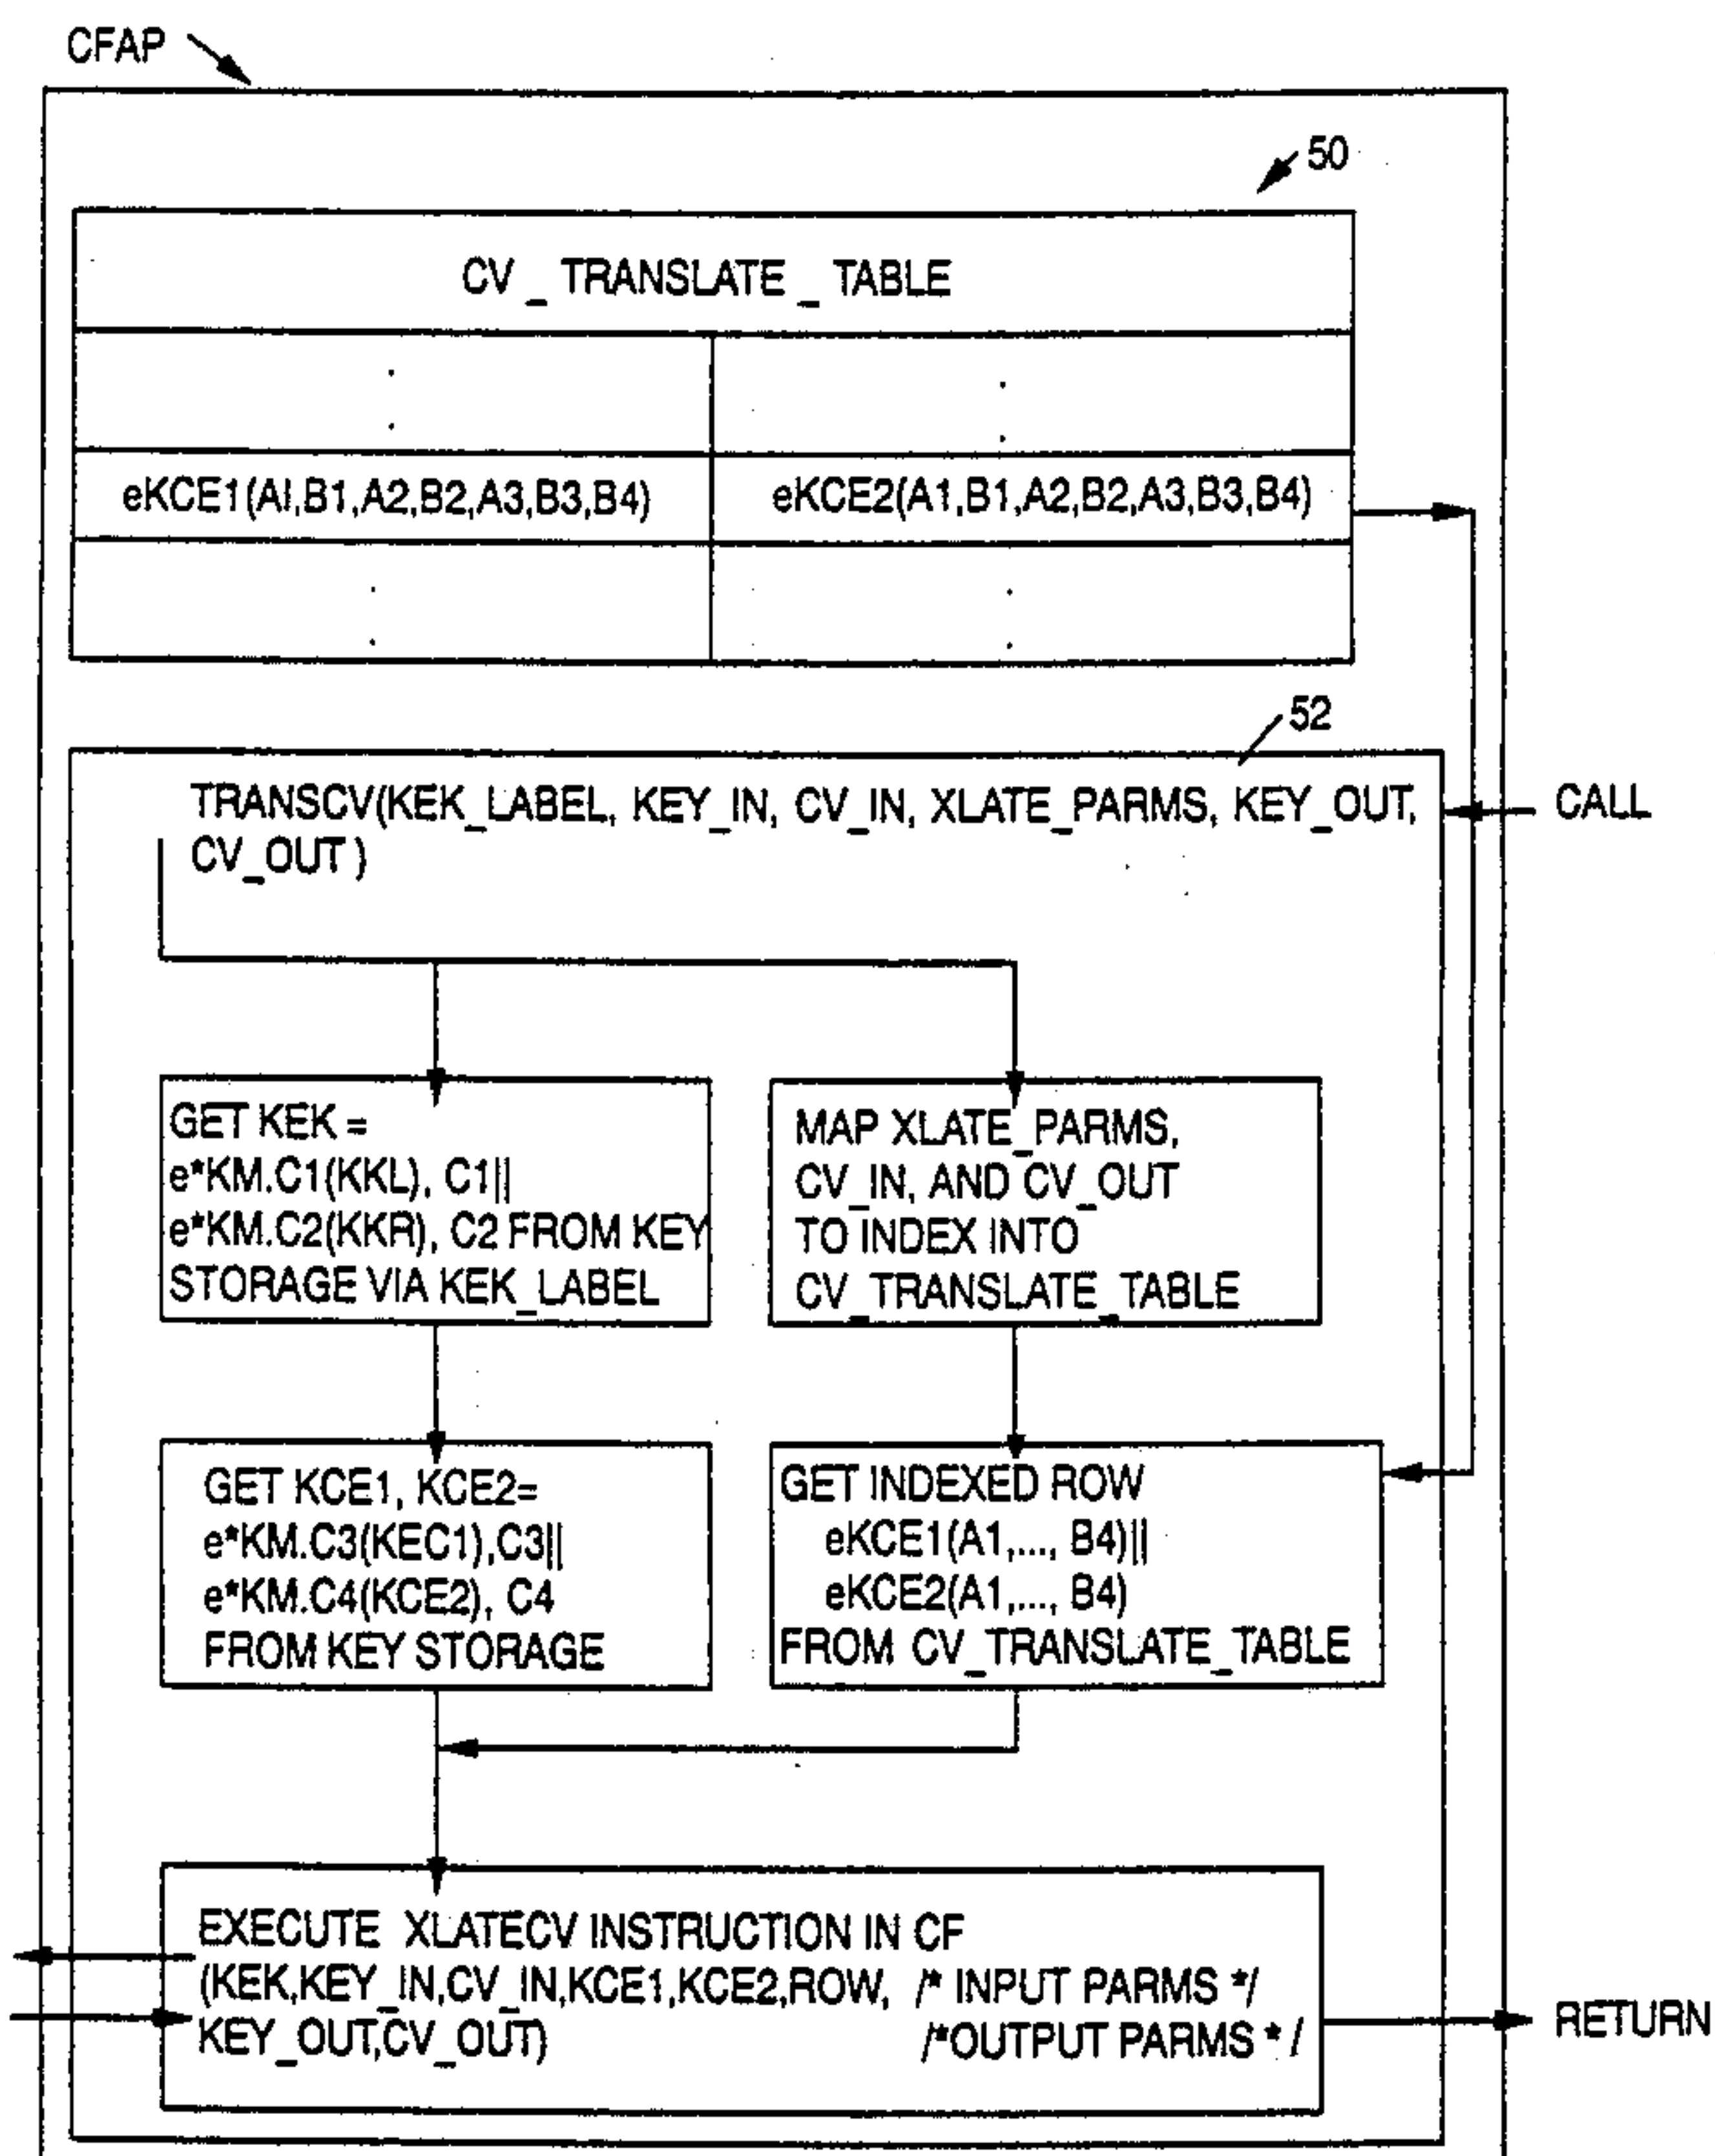 CFAP
50
CV _ TRANSLATE _ TABLE
eKCE1(AI,B1,A2,B2,A3,B3,B4)
eKCE2(A1,B1,A2,B2,A3,B3,B4)
52
TRANSCV(KEK_LABEL, KEY_IN, CV_IN, XLATE_PARMS, KEY_OUT,
CV_OUT )
CALL
GET KEK =
e*KM.C1(KKL), C1||
e*KM.C2(KKR), C2 FROM KEY
STORAGE VIA KEK_LABEL
MAP XLATE_PARMS,
CV_IN, AND CV_OUT
TO INDEX INTO
CV_TRANSLATE_TABLE
GET KCE1, KCE2=
e*KM.C3(KEC1),C3||
e*KM.C4(KCE2), C4
FROM KEY STORAGE
GET INDEXED ROW
eKCE1(A1,..., B4)||
eKCE2(A1,..., B4)
FROM CV_TRANSLATE_TABLE
EXECUTE XLATECV INSTRUCTION IN CF
(KEK,KEY_IN,CV_IN,KCE1,KCE2,ROW, /* INPUT PARMS */
KEY_OUT,CV_OUT) /*OUTPUT PARMS * /
RETURN